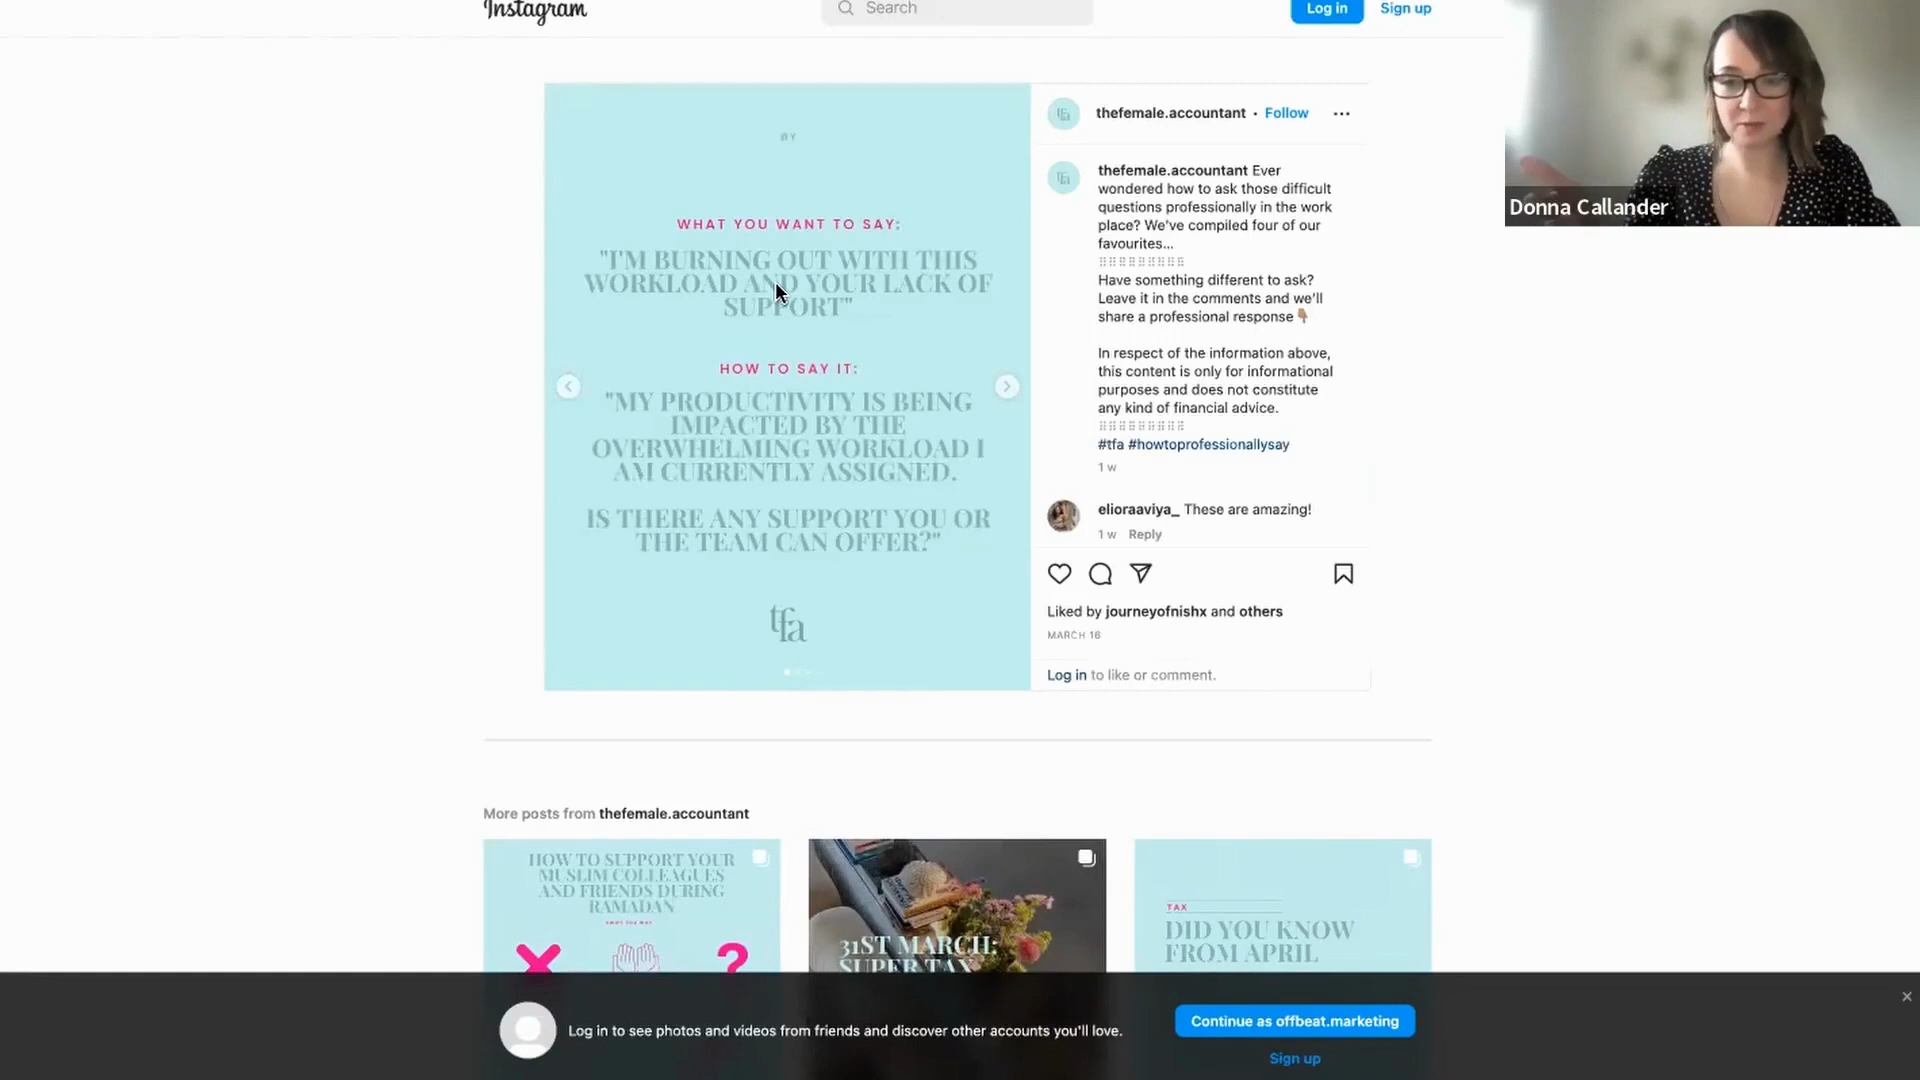 Instagram
Search
Log in
Sign up
WHAT YOU WANT TO SAY:
"I'M BURNING OUT WITH THIS
WORKLOAD AND YOUR LACK OF
SUPPORT"
HOW TO SAY IT:
"MY PRODUCTIVITY IS BEING
IMPACTED BY THE
OVERWHELMING WORKLOAD I
AM CURRENTLY ASSIGNED.
IS THERE ANY SUPPORT YOU OR
THE TEAM CAN OFFER?"
tfa
thefemale.accountant • Follow
thefemale.accountant Ever
wondered how to ask those difficult
questions professionally in the work
place? We've compiled four of our
favourites...
Have something different to ask?
Leave it in the comments and we'll
share a professional response
In respect of the information above,
this content is only for informational
purposes and does not constitute
any kind of financial advice.
#tfa #howtoprofessionallysay
1 w
elioraaviya_ These are amazing!
1 w Reply
Liked by journeyofnishx and others
MARCH 16
Log in to like or comment.
Donna Callander
More posts from thefemale.accountant
HOW TO SUPPORT YOUR
MUSLIM COLLEAGUES
AND FRIENDS DURING
RAMADAN
?
31ST MARCH:
SUPER TAX
TAX
DID YOU KNOW
FROM APRIL
Log in to see photos and videos from friends and discover other accounts you'll love.
Continue as offbeat.marketing
Sign up